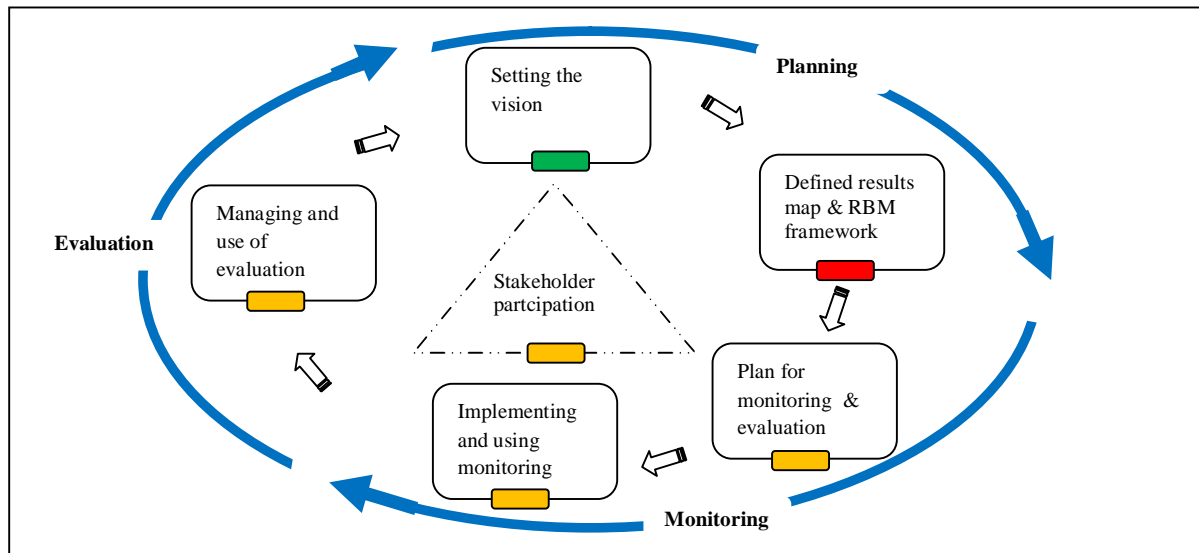 Setting the
vision
Planning
Defined results
map & RBM
framework
Managing and
use of
evaluation
Evaluation
Stakeholder
partcipation
Plan for
monitoring &
evaluation
Implementing
and using
monitoring
Monitoring